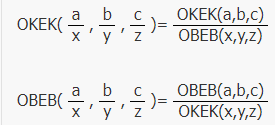 OKEK( a/x , b/y , c/z )= OKEK(a,b,c)/OBEB(x,y,z)
OBEB( a/x , b/y , c/z )= OBEB(a,b,c)/OKEK(x,y,z)